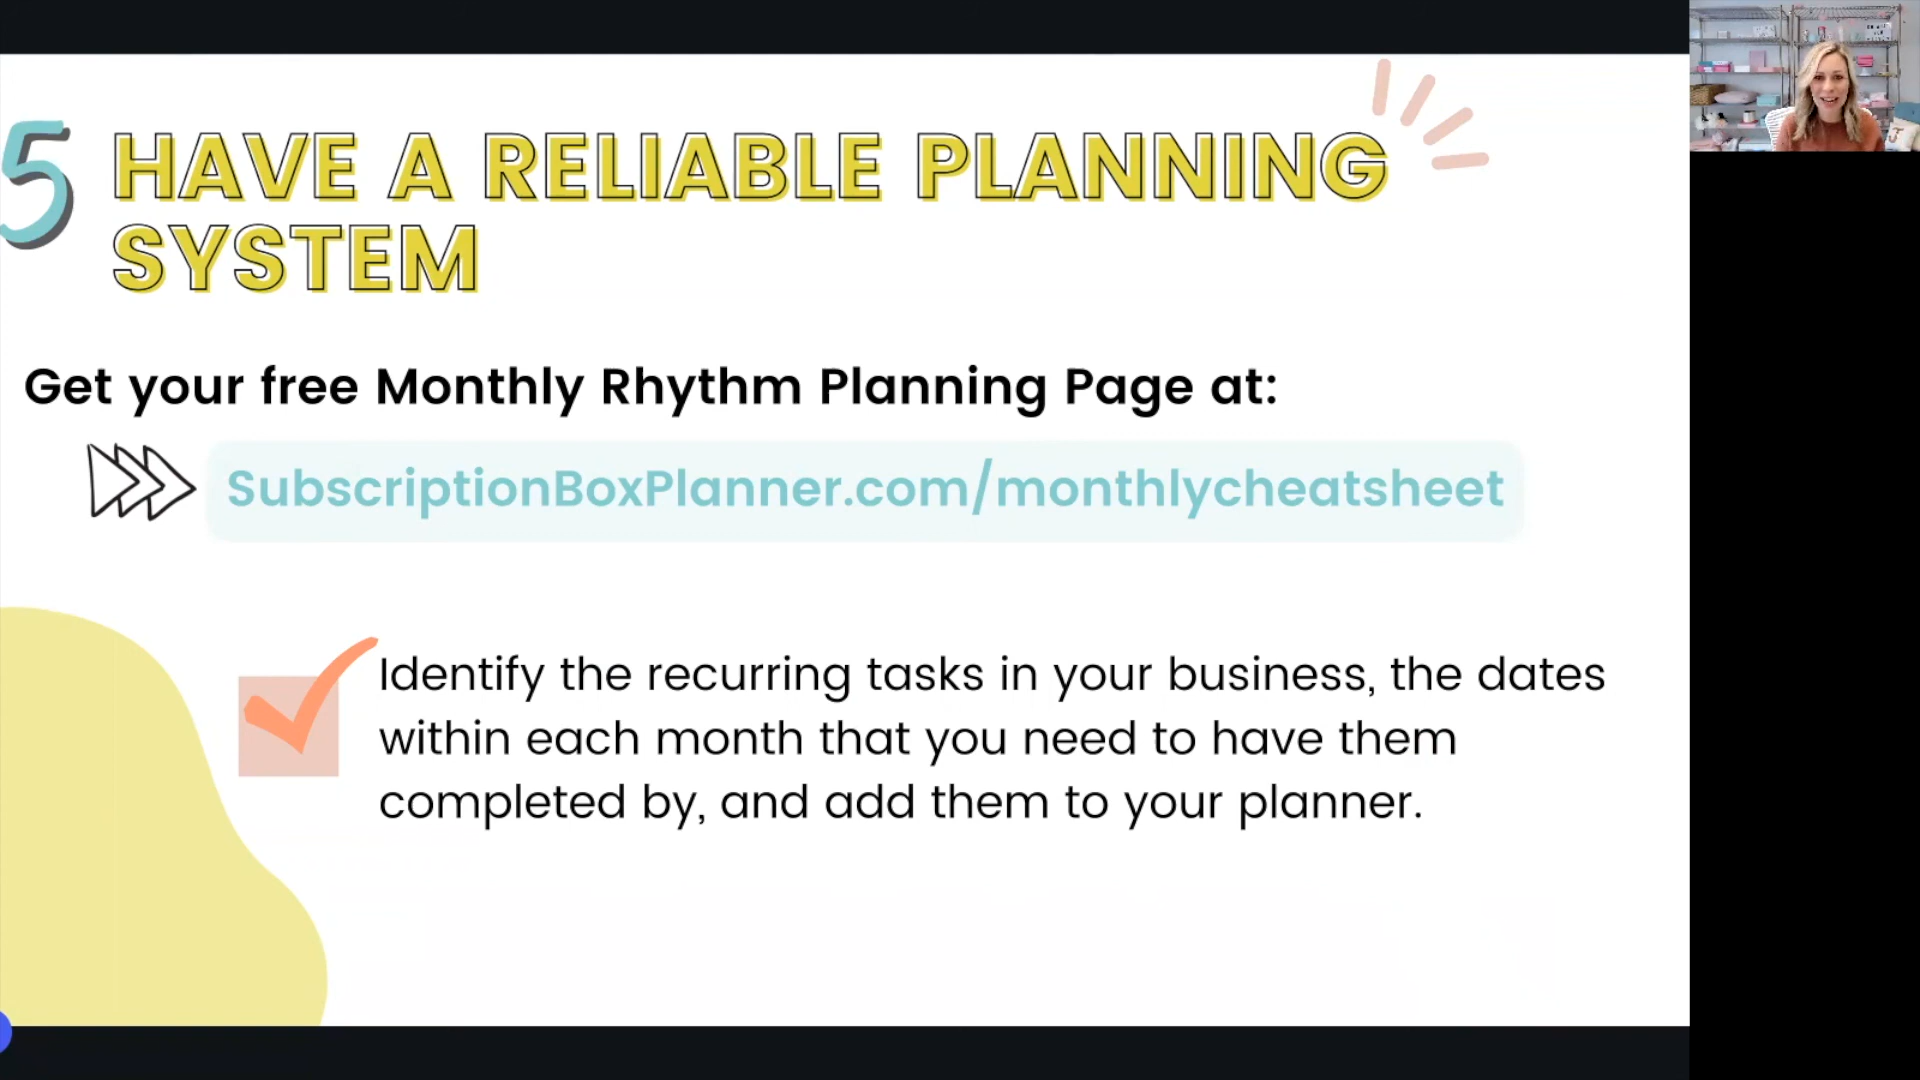 5 HAVE A RELIABLE PLANNING
SYSTEM
Get your free Monthly Rhythm Planning Page at:
SubscriptionBoxPlanner.com/monthlycheatsheet
Identify the recurring tasks in your business, the dates
within each month that you need to have them
completed by, and add them to your planner.